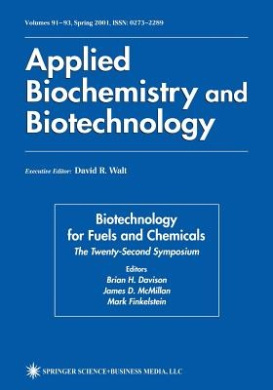 Volumes 91–93, Spring 2001, ISSN: 0273-2289
Applied
Biochemistry and
Biotechnology
Executive Editor: David R. Walt
Biotechnology
for Fuels and Chemicals
The Twenty-Second Symposium
Editors
Brian H. Davison
James D. McMillan
Mark Finkelstein
SPRINGER SCIENCE+BUSINESS MEDIA, LLC